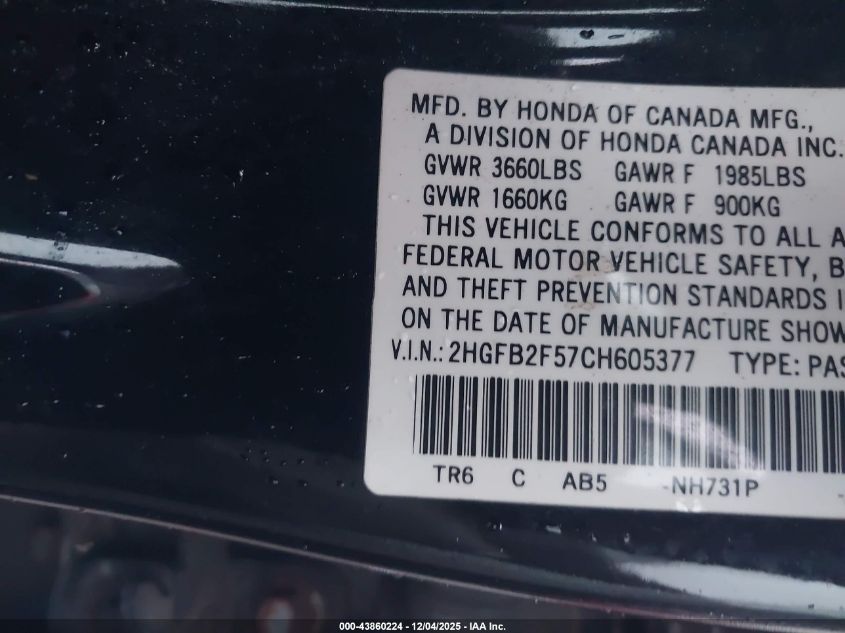 MFD. BY HONDA OF CANADA MFG.,
A DIVISION OF HONDA CANADA INC.
GVWR 3660LBS GAWR F 1985LBS
GVWR 1660KG GAWR F 900KG
THIS VEHICLE CONFORMS TO ALL A
FEDERAL MOTOR VEHICLE SAFETY, B
AND THEFT PREVENTION STANDARDS I
ON THE DATE OF MANUFACTURE SHOW
V.I.N.: 2HGFB2F57CH605377 TYPE: PAS
TR6 C AB5 -NH731P -
000-43860224 - 12/04/2025 - IAA Inc.